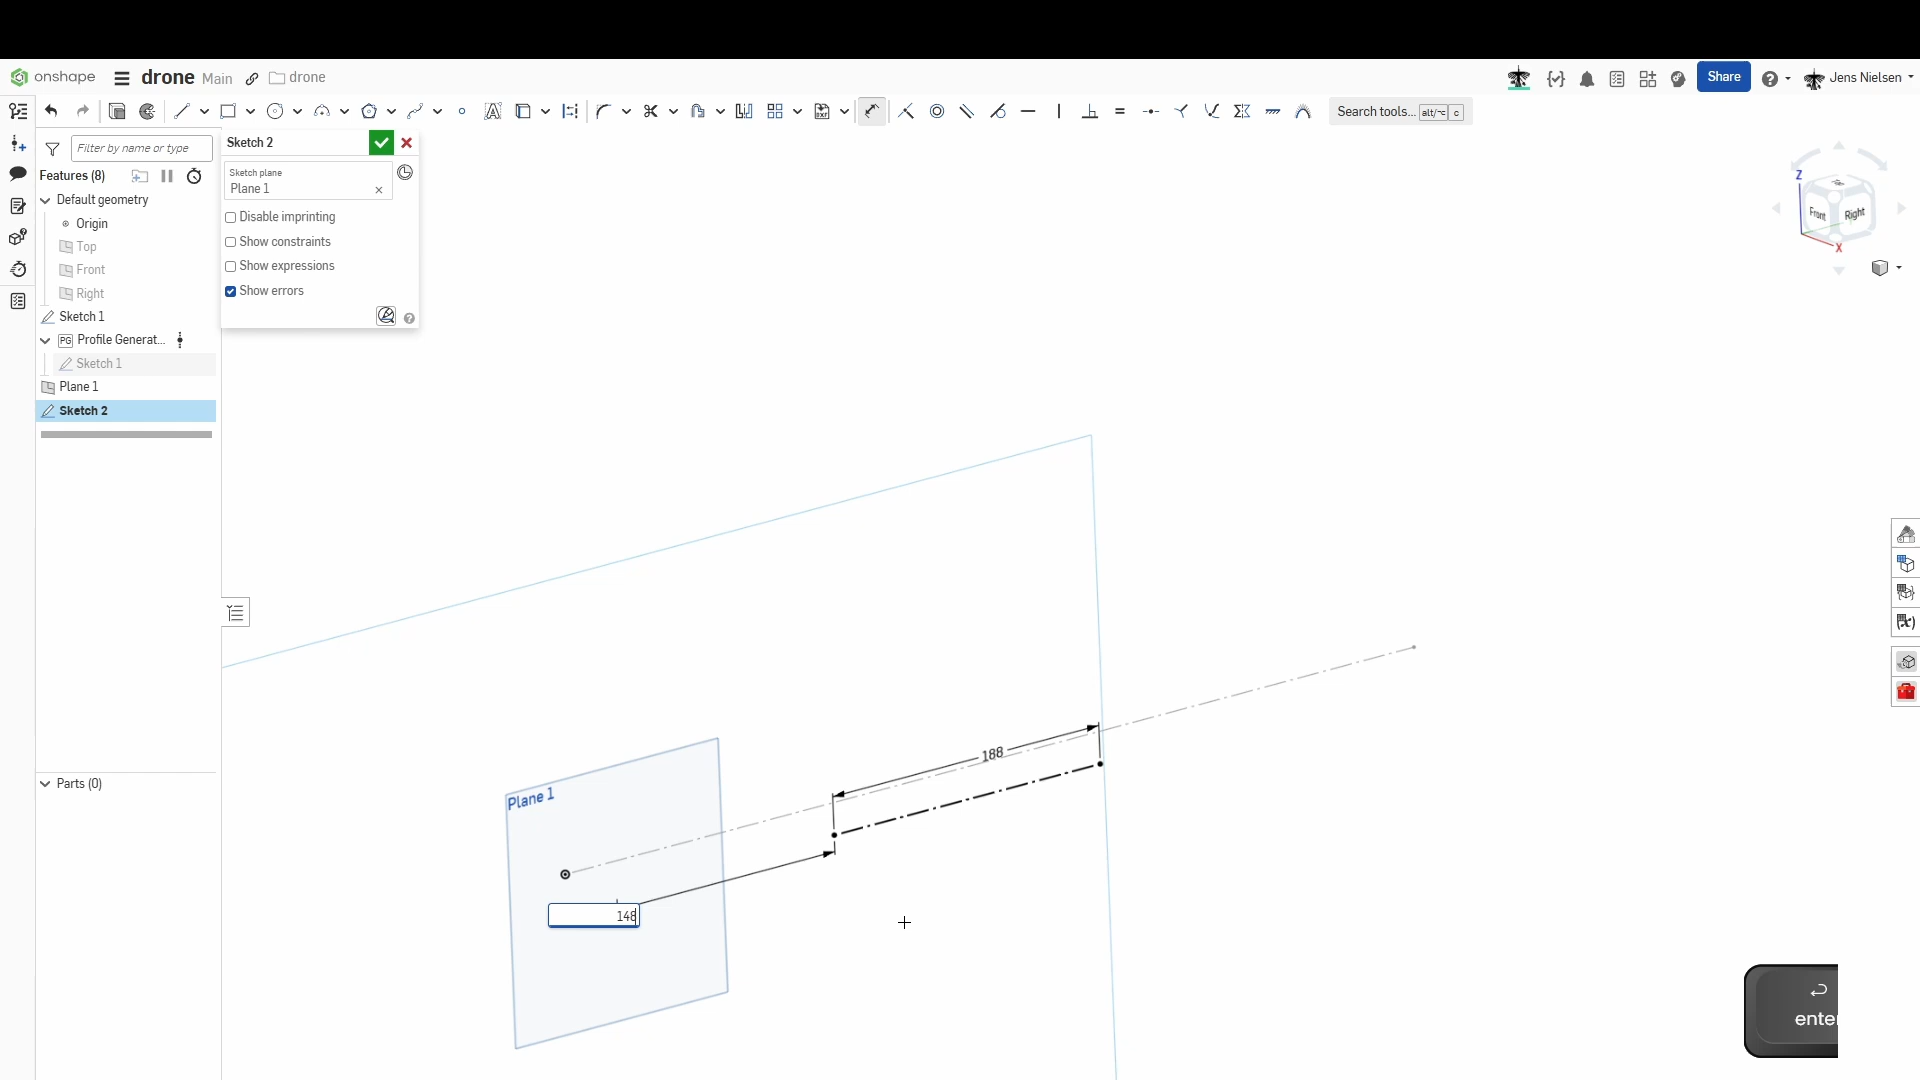 onshape drone Main drone Share Jens Nielsen
Search tools... alt/⌥ c
Filter by name or type
Sketch 2
Features (8)
Sketch plane
Plane 1
Default geometry
Origin
Disable imprinting
Top
Show constraints
Front
Show expressions
Right
Show errors
Sketch 1
PG Profile Generat...
Sketch 1
Plane 1
Sketch 2
Parts (0)
Z
Front
Right
X
188
Plane 1
148
enter